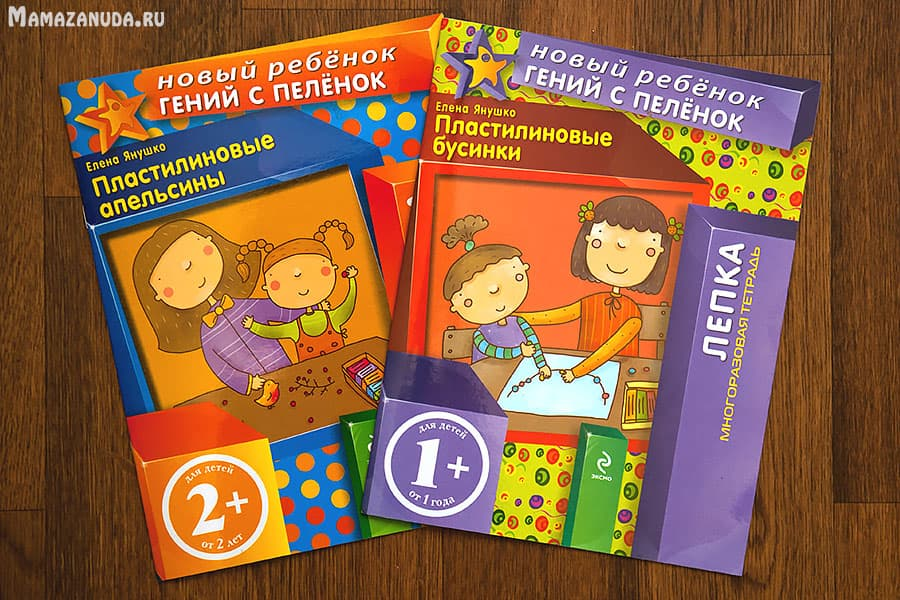 Mamazanuda.ru
новый ребёнок
ГЕНИЙ С ПЕЛЁНОК
Елена Янушко
Пластилиновые
апельсины
для детей
2+
от 2 лет
новый ребёнок
ГЕНИЙ С ПЕЛЁНОК
Елена Янушко
Пластилиновые
бусинки
ЛЕПКА
МНОГОРАЗОВАЯ ТЕТРАДЬ
для детей
1+
от 1 года
ЭКСМО